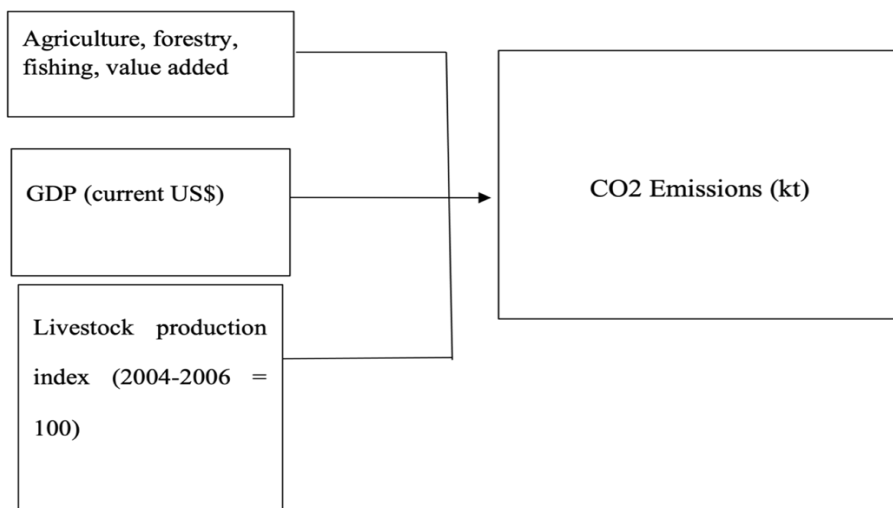 Agriculture, forestry,
fishing, value added
GDP (current US$)
CO2 Emissions (kt)
Livestock production
index (2004-2006 =
100)